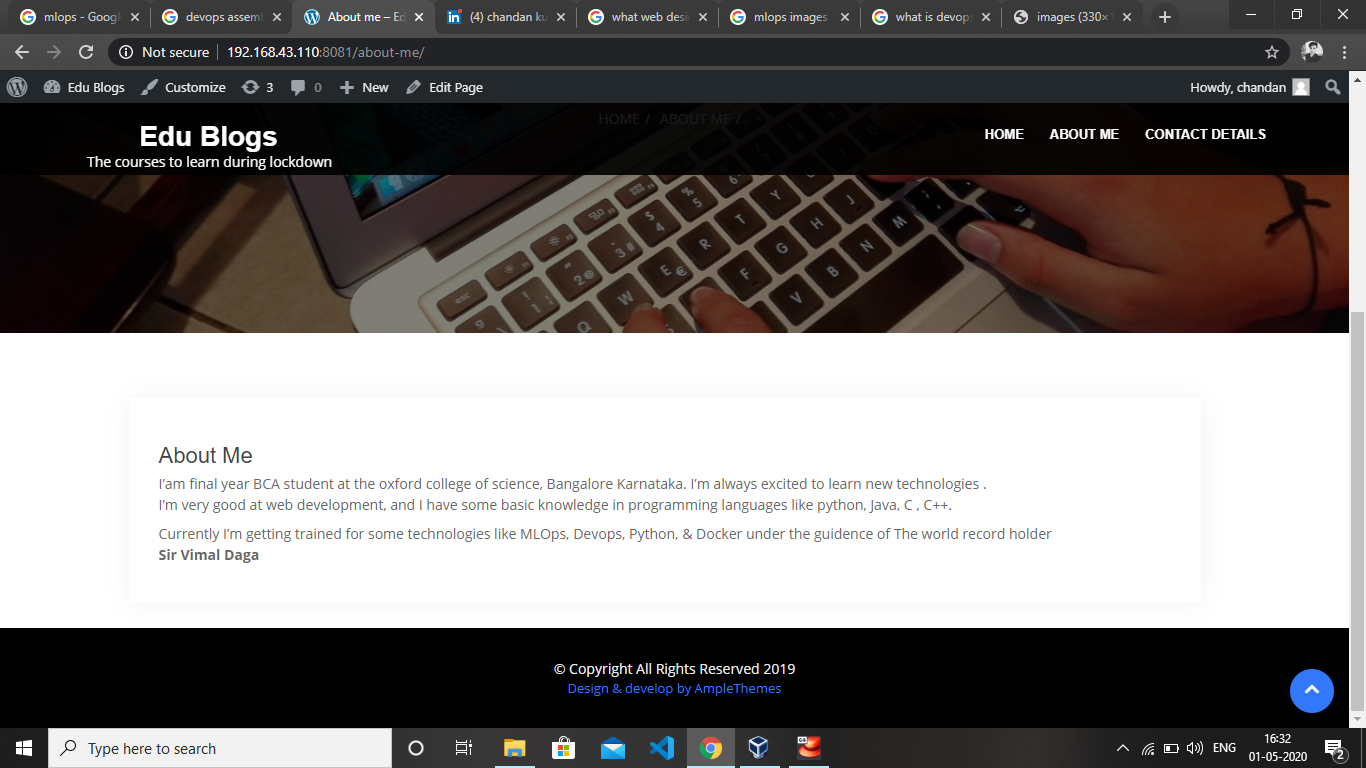 mlops - Goog
devops assem
About me – Ed
(4) chandan ku
what web desi
mlops images
what is devops
images (330×1
Not secure
192.168.43.110:8081/about-me/
Edu Blogs
Customize
3
0
New
Edit Page
Howdy, chandan
HOME / ABOUT ME /
Edu Blogs
The courses to learn during lockdown
HOME
ABOUT ME
CONTACT DETAILS
About Me
I'am final year BCA student at the oxford college of science, Bangalore Karnataka. I'm always excited to learn new technologies .
I'm very good at web development, and I have some basic knowledge in programming languages like python, Java, C , C++.
Currently I'm getting trained for some technologies like MLOps, Devops, Python, & Docker under the guidence of The world record holder
Sir Vimal Daga
© Copyright All Rights Reserved 2019
Design & develop by AmpleThemes
Type here to search
ENG
16:32
01-05-2020
2